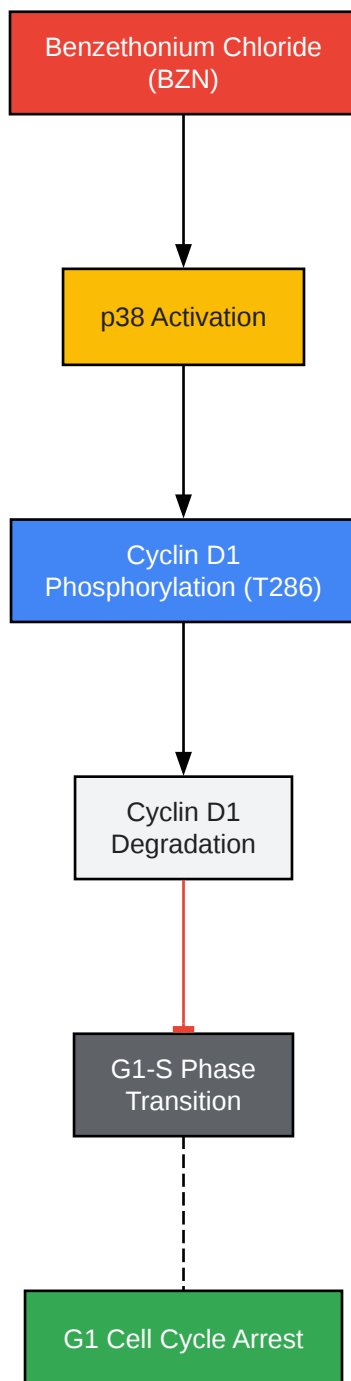 Benzethonium Chloride
(BZN)
p38 Activation
Cyclin D1
Phosphorylation (T286)
Cyclin D1
Degradation
G1-S Phase
Transition
G1 Cell Cycle Arrest